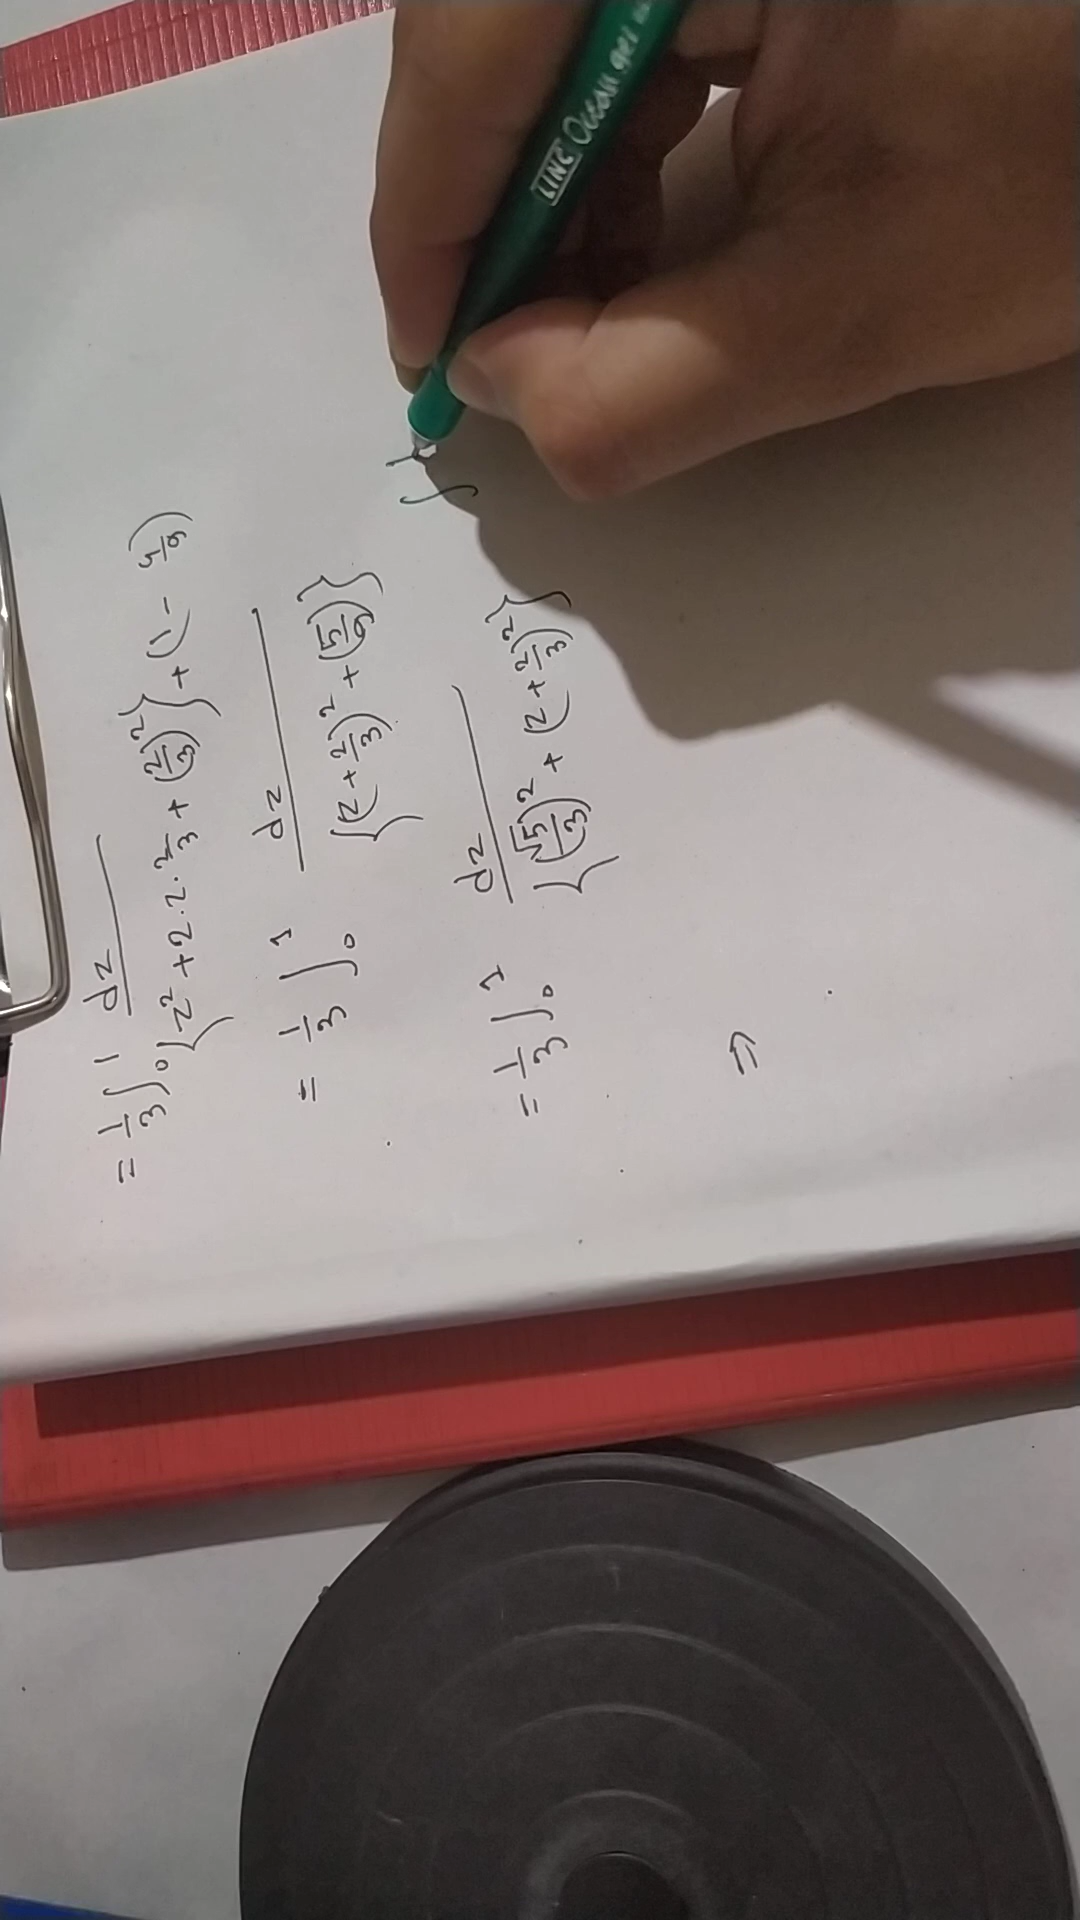 = 1/3 ∫₀¹ dz / {z² + 2.z.2/3 + (2/3)²} + (1 - 4/9)
= 1/3 ∫₀¹ dz / {(z + 2/3)² + (5/9)}
= 1/3 ∫₀¹ dz / {(√5/3)² + (z + 2/3)²}
∫
⇒
LINC Ocean gel